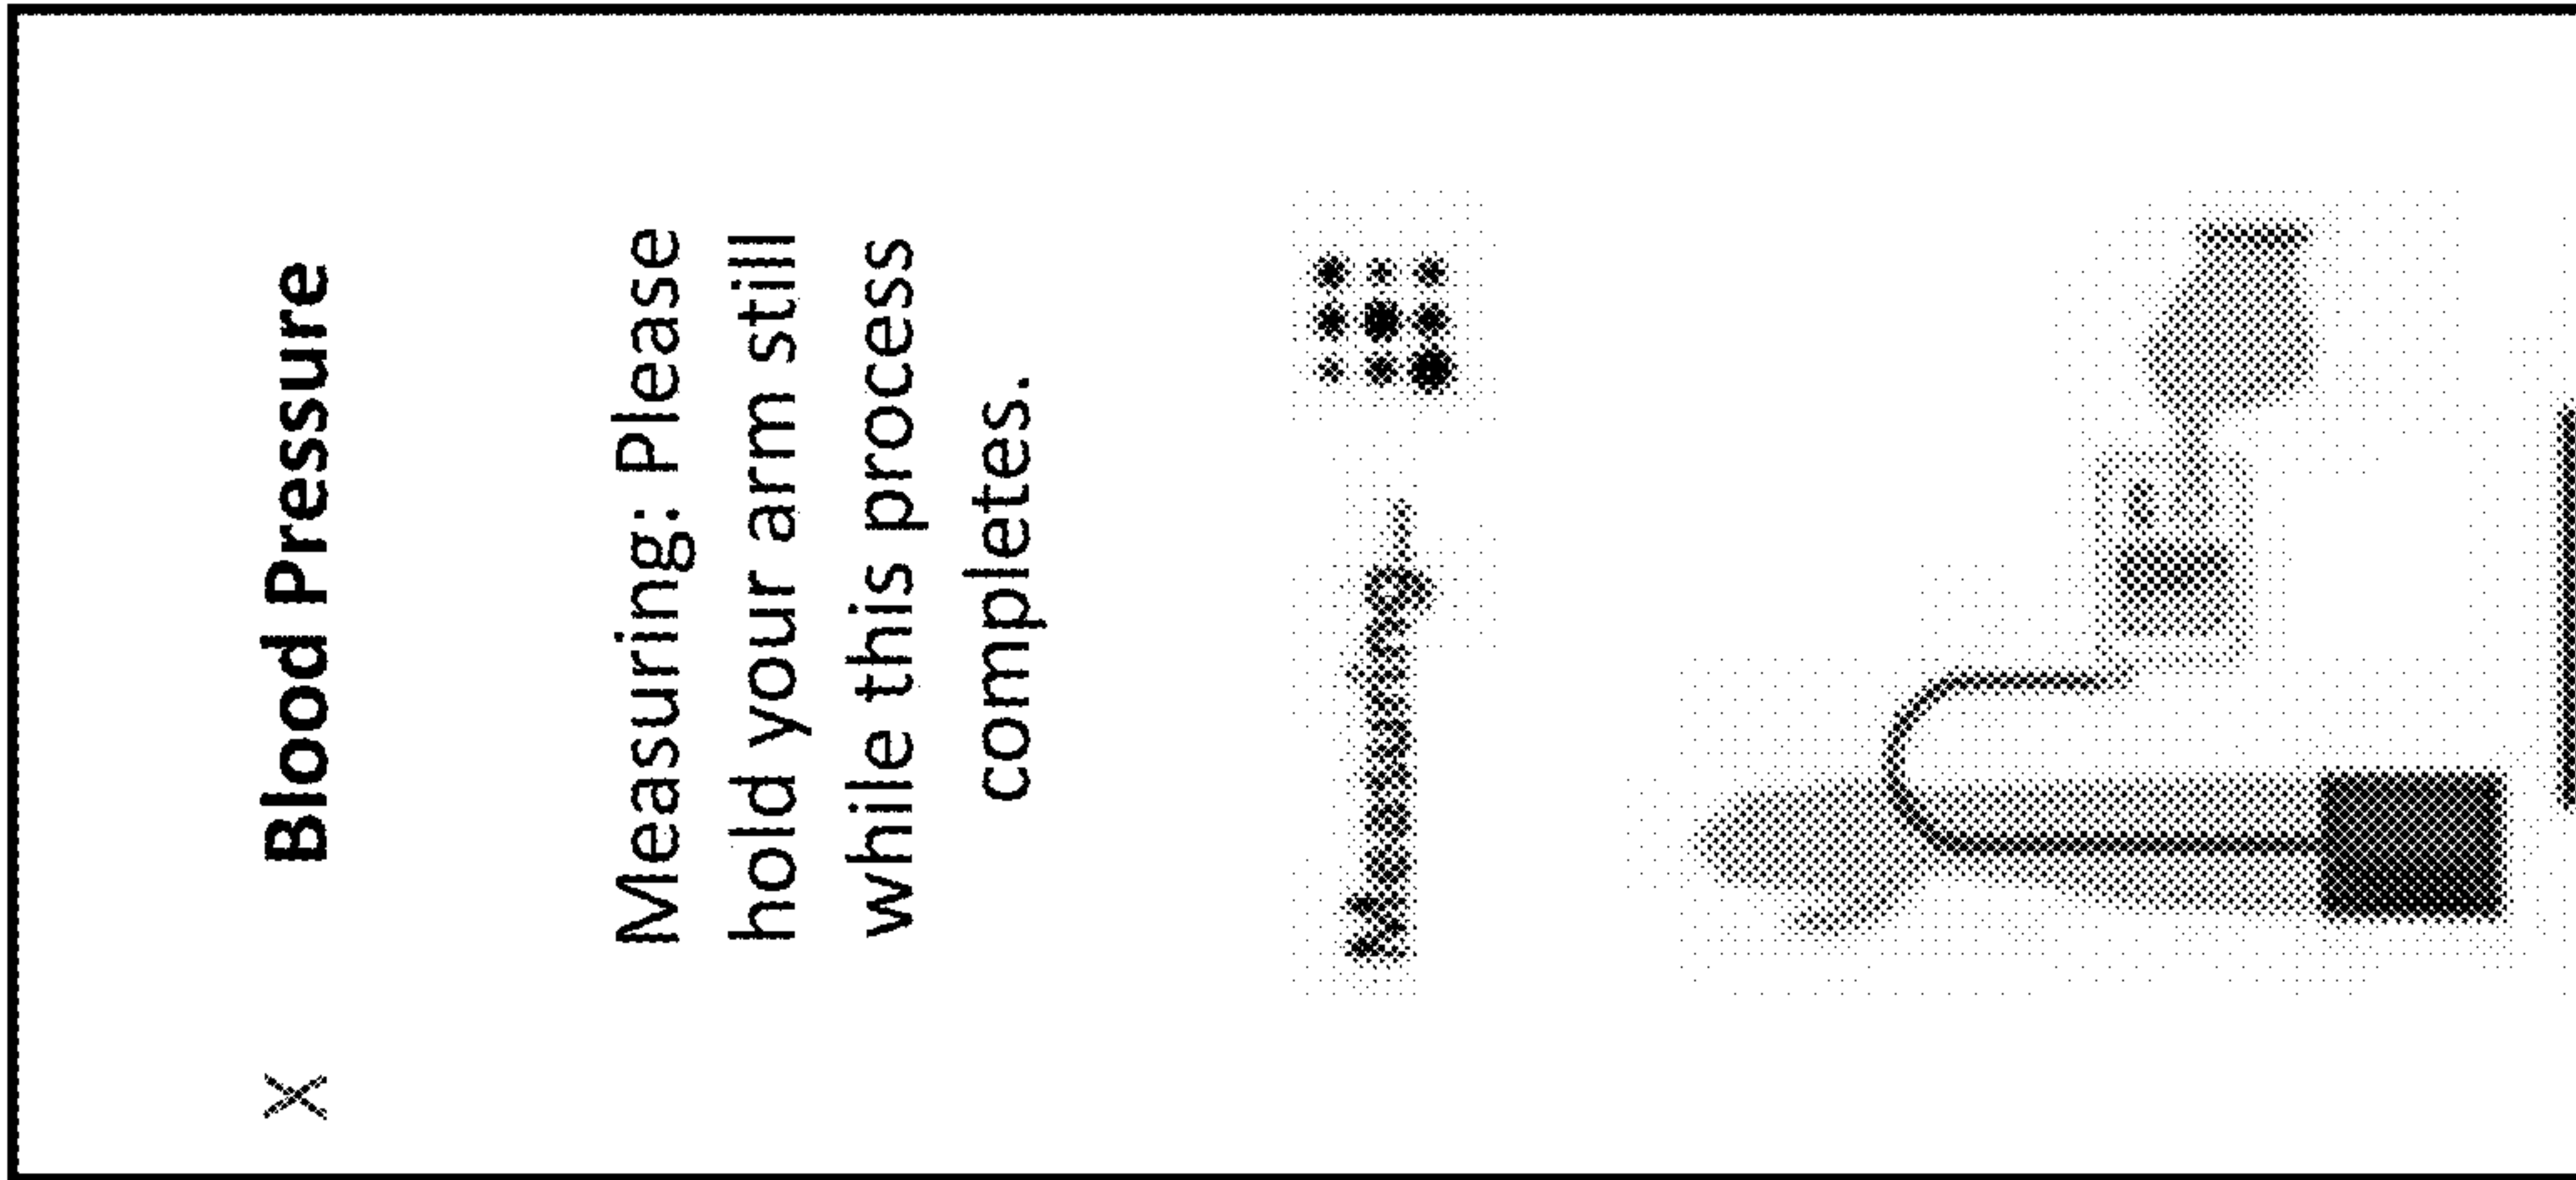 X Blood Pressure
Measuring: Please
hold your arm still
while this process
completes.